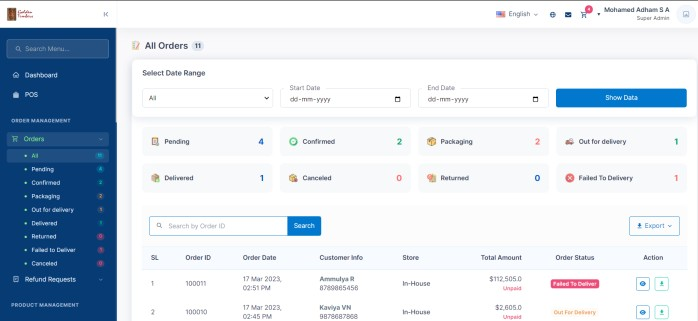 Golden
English
4
Mohamed Adham S A
Super Admin
Search Menu...
Dashboard
POS
ORDER MANAGEMENT
Orders
All 11
Pending 4
Confirmed 2
Packaging 2
Out for delivery 1
Delivered 1
Returned 0
Failed to Deliver 1
Canceled 0
Refund Requests
PRODUCT MANAGEMENT
All Orders 11
Select Date Range
All
Start Date
dd-mm-yyyy
End Date
dd-mm-yyyy
Show Data
Pending 4
Confirmed 2
Packaging 2
Out for delivery 1
Delivered 1
Canceled 0
Returned 0
Failed To Delivery 1
Search by Order ID
Search
Export
SL Order ID Order Date Customer Info Store Total Amount Order Status Action
1 100011 17 Mar 2023, 02:51 PM Ammulya R 8789865456 In-House $112,505.0 Unpaid Failed To Deliver
2 100010 17 Mar 2023, 02:45 PM Kaviya VN 9878687868 In-House $2,605.0 Unpaid Out For Delivery